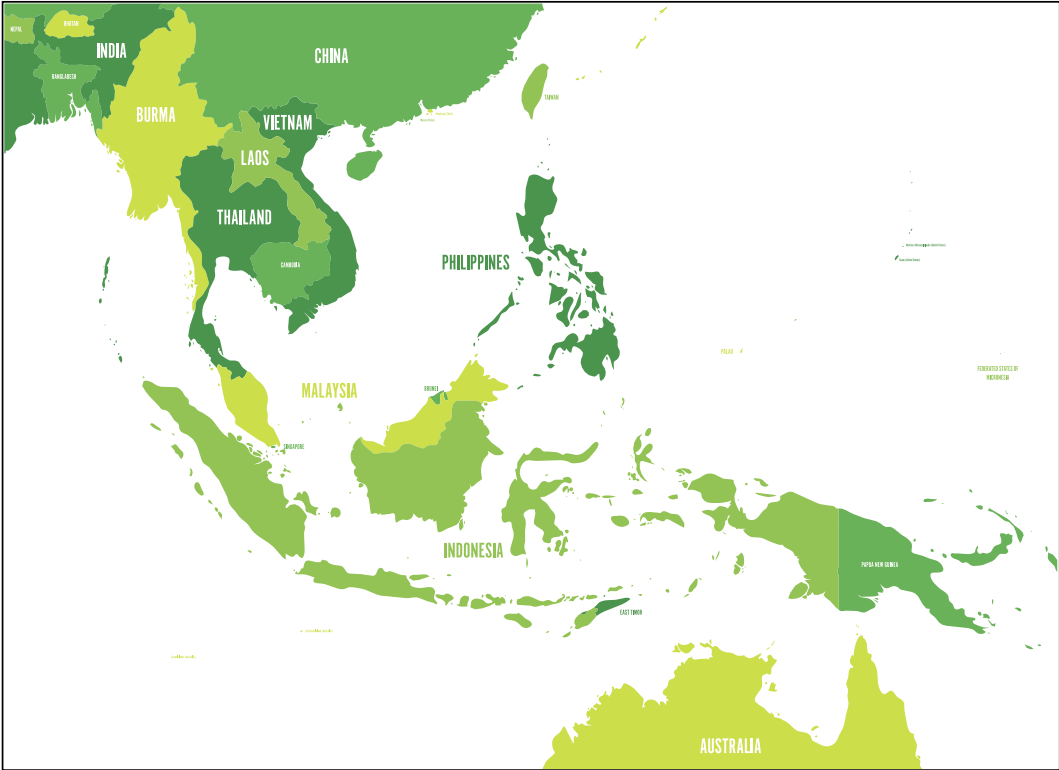 NEPAL
BHUTAN
INDIA
CHINA
BANGLADESH
TAIWAN
BURMA
VIETNAM
LAOS
THAILAND
PHILIPPINES
CAMBODIA
PALAU
FEDERATED STATES OF
MICRONESIA
MALAYSIA
BRUNEI
SINGAPORE
INDONESIA
PAPUA NEW GUINEA
EAST TIMOR
AUSTRALIA